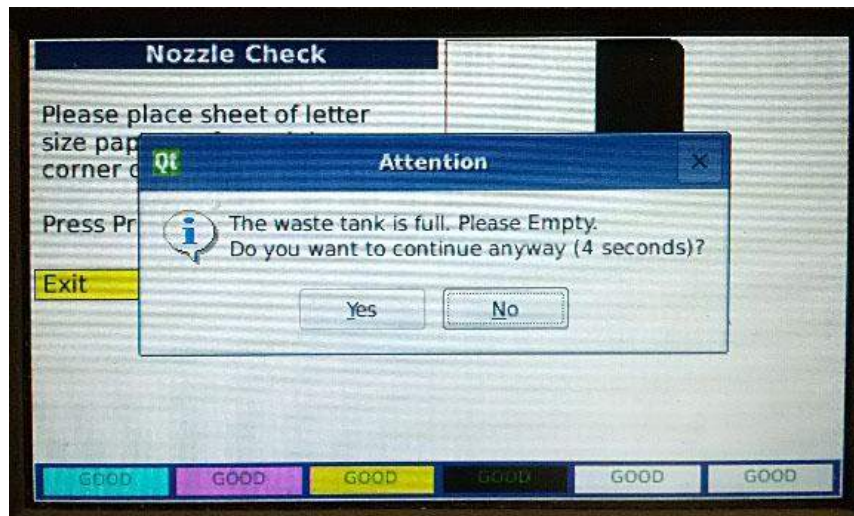 Nozzle Check
Please place sheet of letter
size pap
corner
Press Pr
Exit
Qt
Attention
The waste tank is full. Please Empty.
Do you want to continue anyway (4 seconds)?
Yes
No
GOOD
GOOD
GOOD
GOOD
GOOD
GOOD